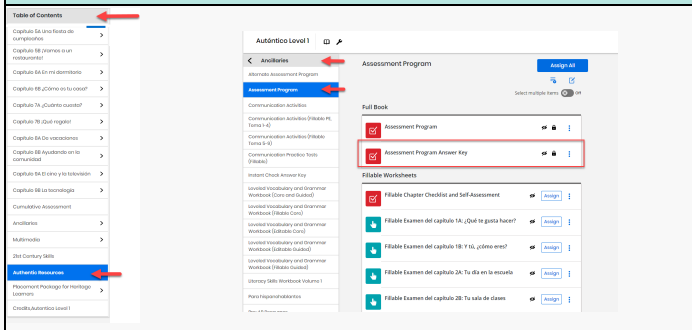 Table of Contents
Capítulo 5A Una fiesta de
cumpleaños
Capítulo 5B ¡Vamos a un
restaurante!
Capítulo 6A En mi dormitorio
Capítulo 6B ¿Cómo es tu casa?
Capítulo 7A ¿Cuánto cuesta?
Capítulo 7B ¡Qué regalo!
Capítulo 8A De vacaciones
Capítulo 8B Ayudando en la
comunidad
Capítulo 9A El cine y la televisión
Capítulo 9B La tecnología
Cumulative Assessment
Ancillaries
Multimedia
21st Century Skills
Authentic Resources
Placement Package for Heritage
Learners
Credits,Auténtico Level 1
Auténtico Level 1
Ancillaries
Alternate Assessment Program
Assessment Program
Communication Activities
Communication Activities (Fillable PE,
Tema 1-4)
Communication Activities (Fillable
Tema 5-9)
Communication Practice Tests
(Fillable)
Instant Check Answer Key
Leveled Vocabulary and Grammar
Workbook (Core and Guided)
Leveled Vocabulary and Grammar
Workbook (Fillable Core)
Leveled Vocabulary and Grammar
Workbook (Editable Core)
Leveled Vocabulary and Grammar
Workbook (Editable Guided)
Leveled Vocabulary and Grammar
Workbook (Fillable Guided)
Literacy Skills Workbook Volume 1
Para hispanohablantes
Assessment Program
Assign All
Select multiple items
Off
Full Book
Assessment Program
Assessment Program Answer Key
Fillable Worksheets
Fillable Chapter Checklist and Self-Assessment
Assign
Fillable Examen del capítulo 1A: ¿Qué te gusta hacer?
Assign
Fillable Examen del capítulo 1B: Y tú, ¿cómo eres?
Assign
Fillable Examen del capítulo 2A: Tu día en la escuela
Assign
Fillable Examen del capítulo 2B: Tu sala de clases
Assign